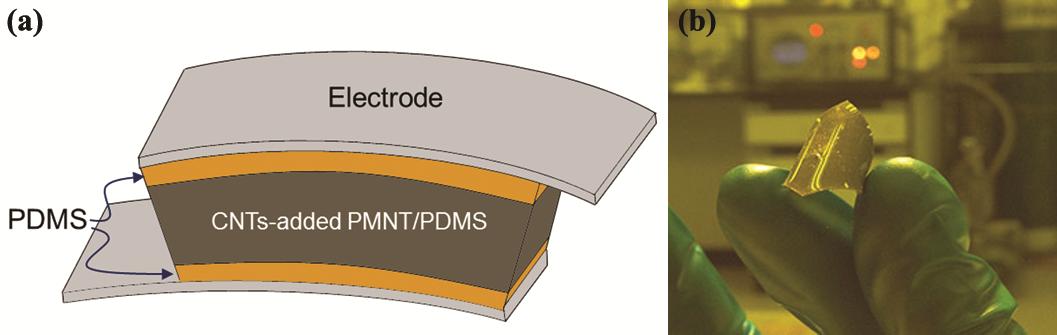 (a)
Electrode
PDMS
CNTs-added PMNT/PDMS
(b)